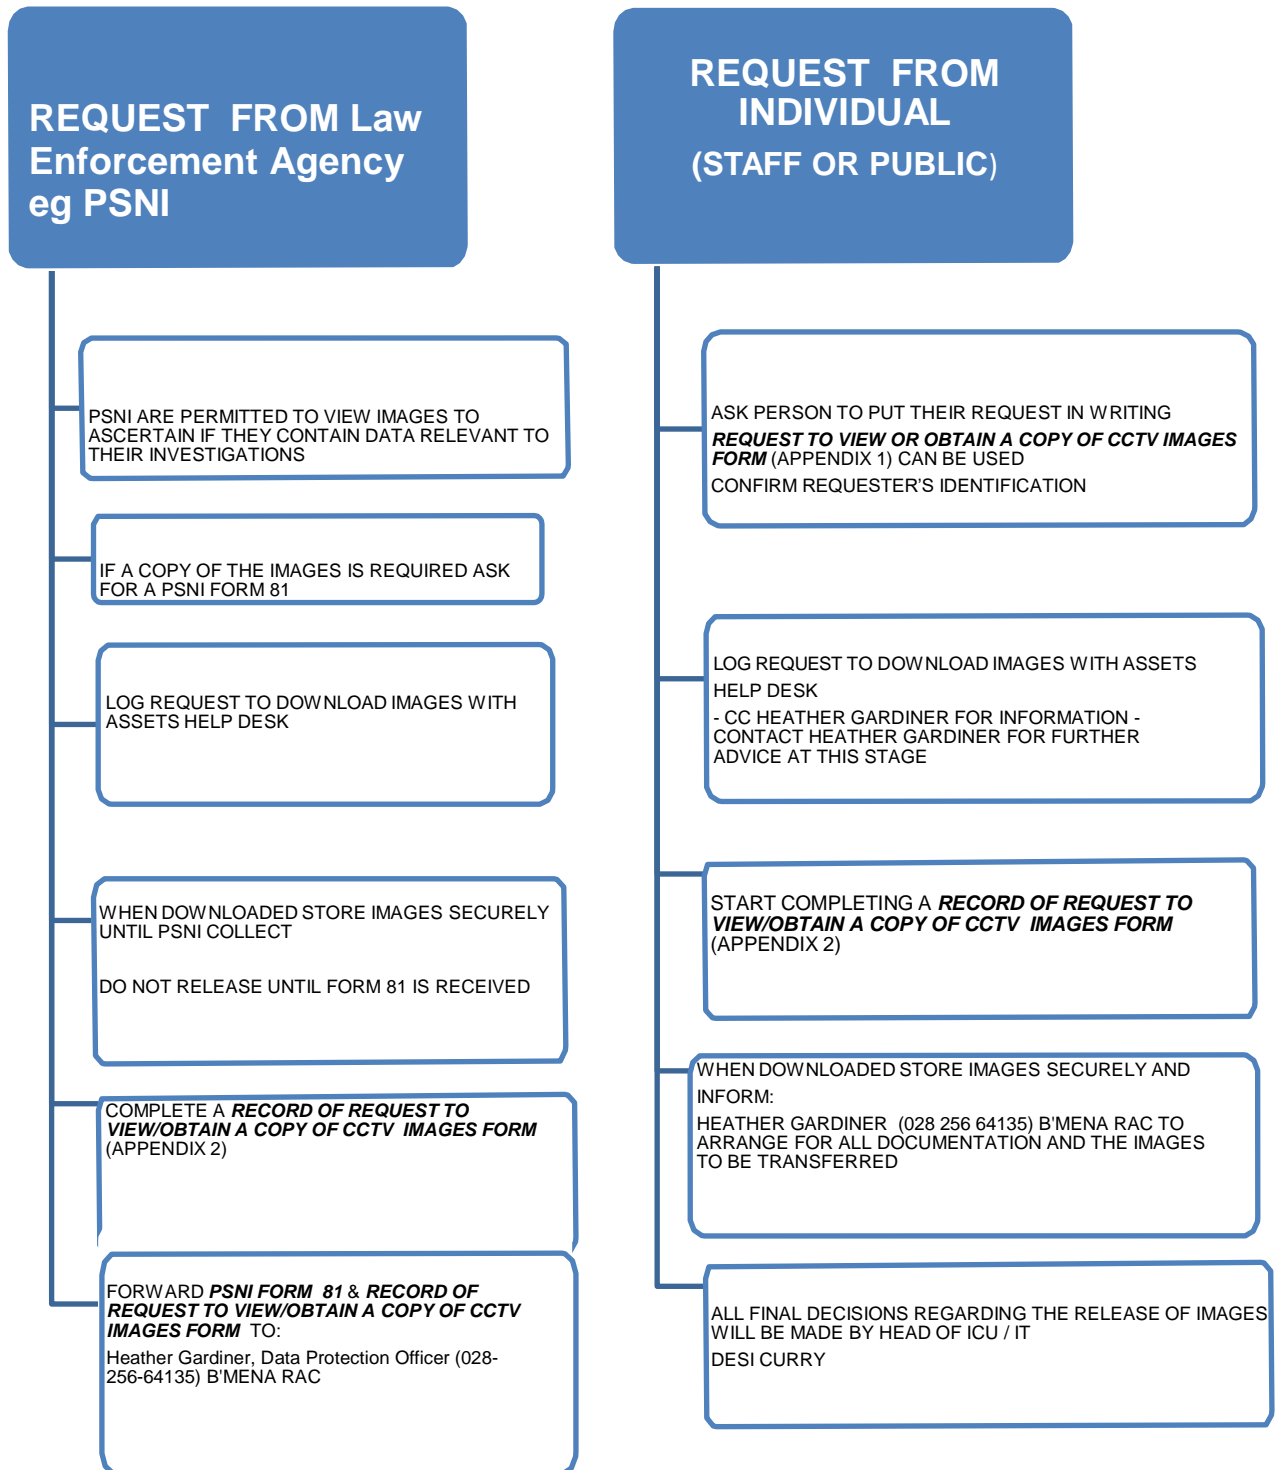 REQUEST FROM Law
Enforcement Agency
eg PSNI
PSNI ARE PERMITTED TO VIEW IMAGES TO
ASCERTAIN IF THEY CONTAIN DATA RELEVANT TO
THEIR INVESTIGATIONS
IF A COPY OF THE IMAGES IS REQUIRED ASK
FOR A PSNI FORM 81
LOG REQUEST TO DOWNLOAD IMAGES WITH
ASSETS HELP DESK
WHEN DOWNLOADED STORE IMAGES SECURELY
UNTIL PSNI COLLECT
DO NOT RELEASE UNTIL FORM 81 IS RECEIVED
COMPLETE A RECORD OF REQUEST TO
VIEW/OBTAIN A COPY OF CCTV IMAGES FORM
(APPENDIX 2)
FORWARD PSNI FORM 81 & RECORD OF
REQUEST TO VIEW/OBTAIN A COPY OF CCTV
IMAGES FORM TO:
Heather Gardiner, Data Protection Officer (028-
256-64135) B'MENA RAC
REQUEST FROM
INDIVIDUAL
(STAFF OR PUBLIC)
ASK PERSON TO PUT THEIR REQUEST IN WRITING
REQUEST TO VIEW OR OBTAIN A COPY OF CCTV IMAGES
FORM (APPENDIX 1) CAN BE USED
CONFIRM REQUESTER'S IDENTIFICATION
LOG REQUEST TO DOWNLOAD IMAGES WITH ASSETS
HELP DESK
- CC HEATHER GARDINER FOR INFORMATION -
CONTACT HEATHER GARDINER FOR FURTHER
ADVICE AT THIS STAGE
START COMPLETING A RECORD OF REQUEST TO
VIEW/OBTAIN A COPY OF CCTV IMAGES FORM
(APPENDIX 2)
WHEN DOWNLOADED STORE IMAGES SECURELY AND
INFORM:
HEATHER GARDINER (028 256 64135) B'MENA RAC TO
ARRANGE FOR ALL DOCUMENTATION AND THE IMAGES
TO BE TRANSFERRED
ALL FINAL DECISIONS REGARDING THE RELEASE OF IMAGES
WILL BE MADE BY HEAD OF ICU / IT
DESI CURRY